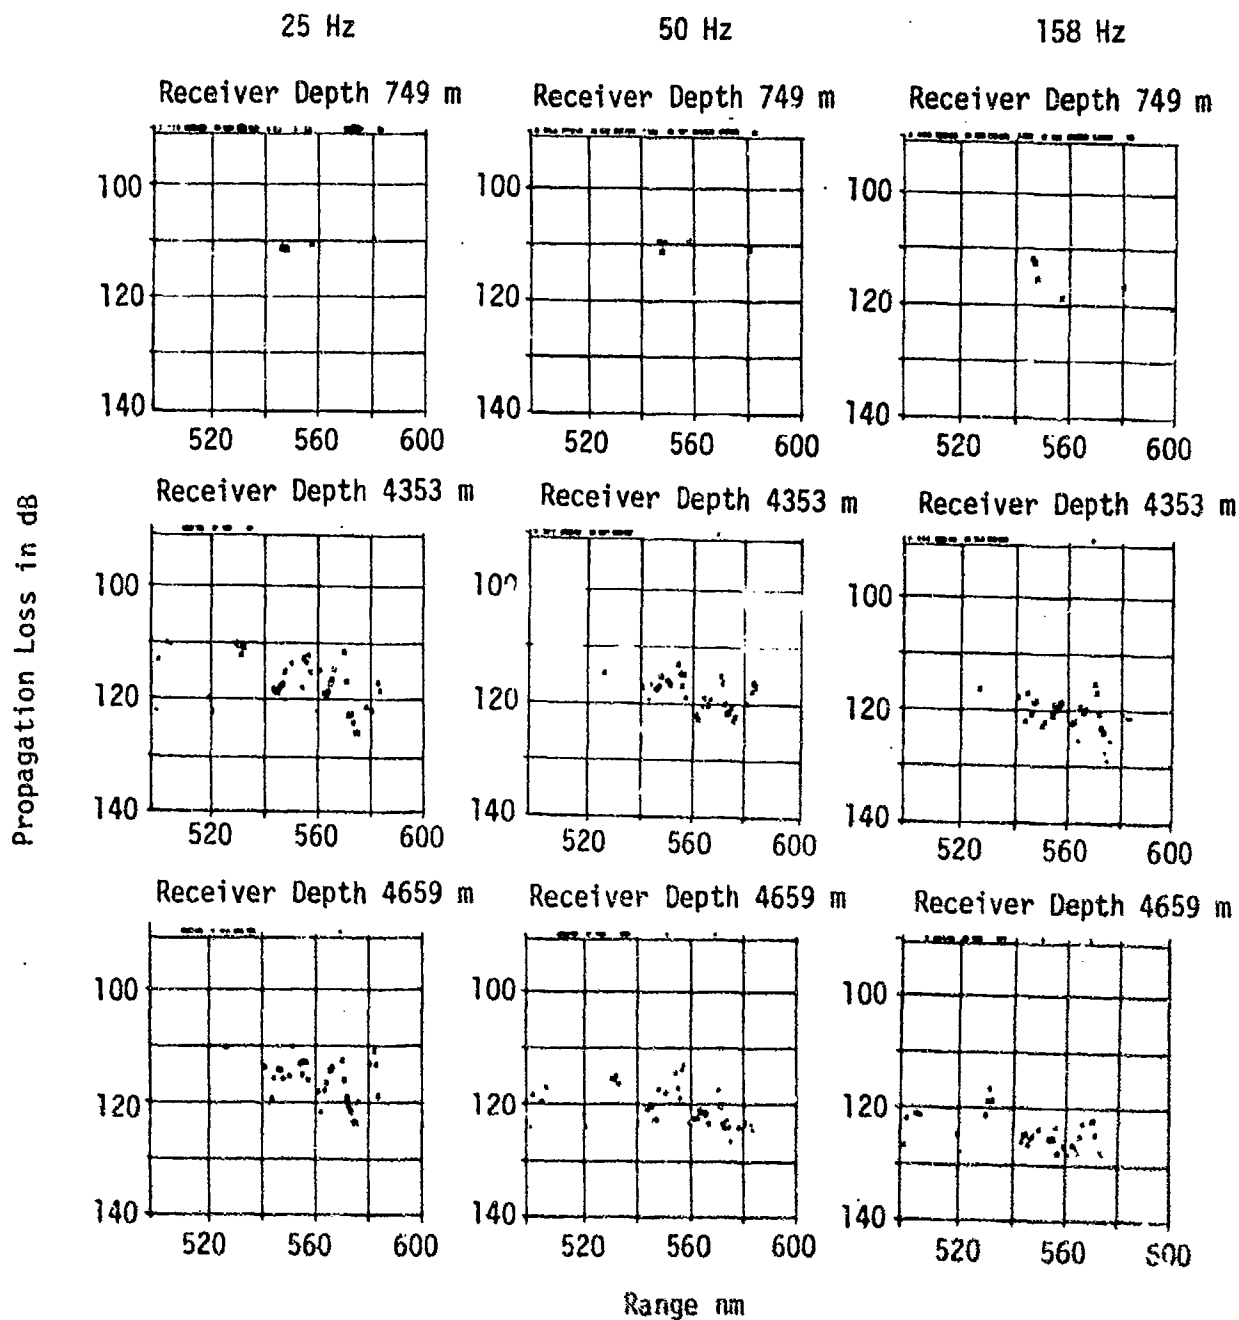 25 Hz 50 Hz 158 Hz
Receiver Depth 749 m Receiver Depth 749 m Receiver Depth 749 m
100 100 100
120 120 120
140 140 140
520 560 600 520 560 600 520 560 600
Propagation Loss in dB
Receiver Depth 4353 m Receiver Depth 4353 m Receiver Depth 4353 m
100 100 100
120 120 120
140 140 140
520 560 600 520 560 600 520 560 600
Receiver Depth 4659 m Receiver Depth 4659 m Receiver Depth 4659 m
100 100 100
120 120 120
140 140 140
520 560 600 520 560 600 520 560 600
Range nm